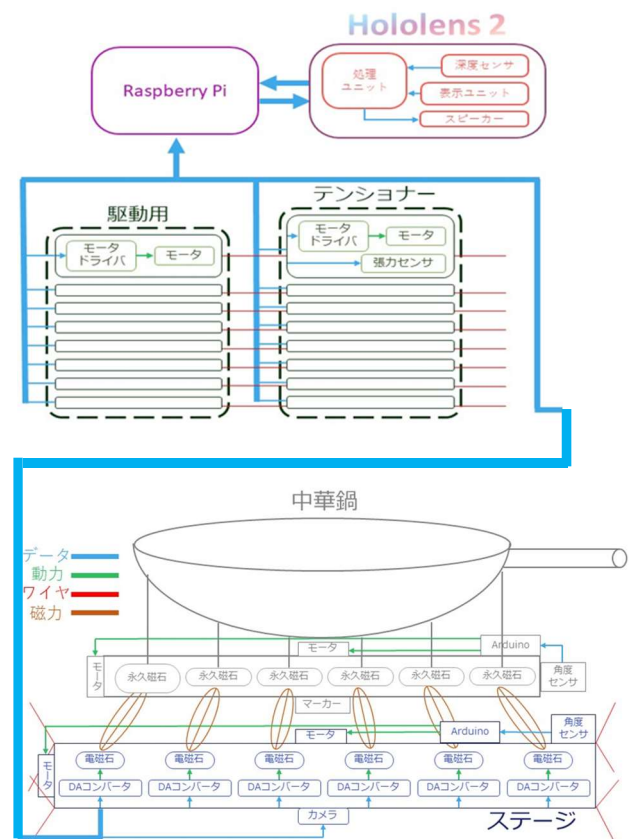 Hololens 2
Raspberry Pi
処理
ユニット
深度センサ
表示ユニット
スピーカー
駆動用
テンショナー
モータ
ドライバ
モータ
モータ
ドライバ
モータ
張力センサ
中華鍋
データ
動力
ワイヤ
磁力
モータ
Arduino
モータ
永久磁石
永久磁石
永久磁石
永久磁石
永久磁石
永久磁石
角度
センサ
マーカー
モータ
Arduino
角度
センサ
モータ
電磁石
電磁石
電磁石
電磁石
電磁石
電磁石
DAコンバータ
DAコンバータ
DAコンバータ
DAコンバータ
DAコンバータ
DAコンバータ
カメラ
ステージ